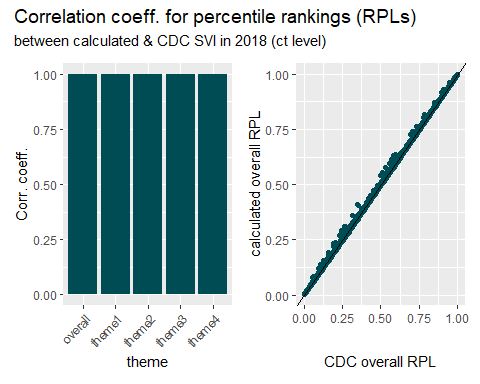 Correlation coeff. for percentile rankings (RPLs)
between calculated & CDC SVI in 2018 (ct level)
Corr. coeff.
1.00
0.75
0.50
0.25
0.00
overall
theme1
theme2
theme3
theme4
theme
calculated overall RPL
1.00
0.75
0.50
0.25
0.00
0.00
0.25
0.50
0.75
1.00
CDC overall RPL